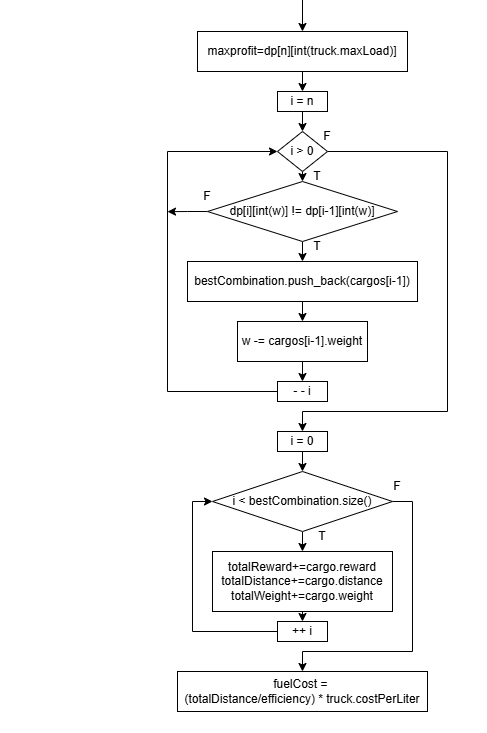 maxprofit=dp[n][int(truck.maxLoad)]
i = n
F
i > 0
T
F
dp[i][int(w)] != dp[i-1][int(w)]
T
bestCombination.push_back(cargos[i-1])
w -= cargos[i-1].weight
- - i
i = 0
F
i < bestCombination.size()
T
totalReward+=cargo.reward
totalDistance+=cargo.distance
totalWeight+=cargo.weight
++ i
fuelCost =
(totalDistance/efficiency) * truck.costPerLiter